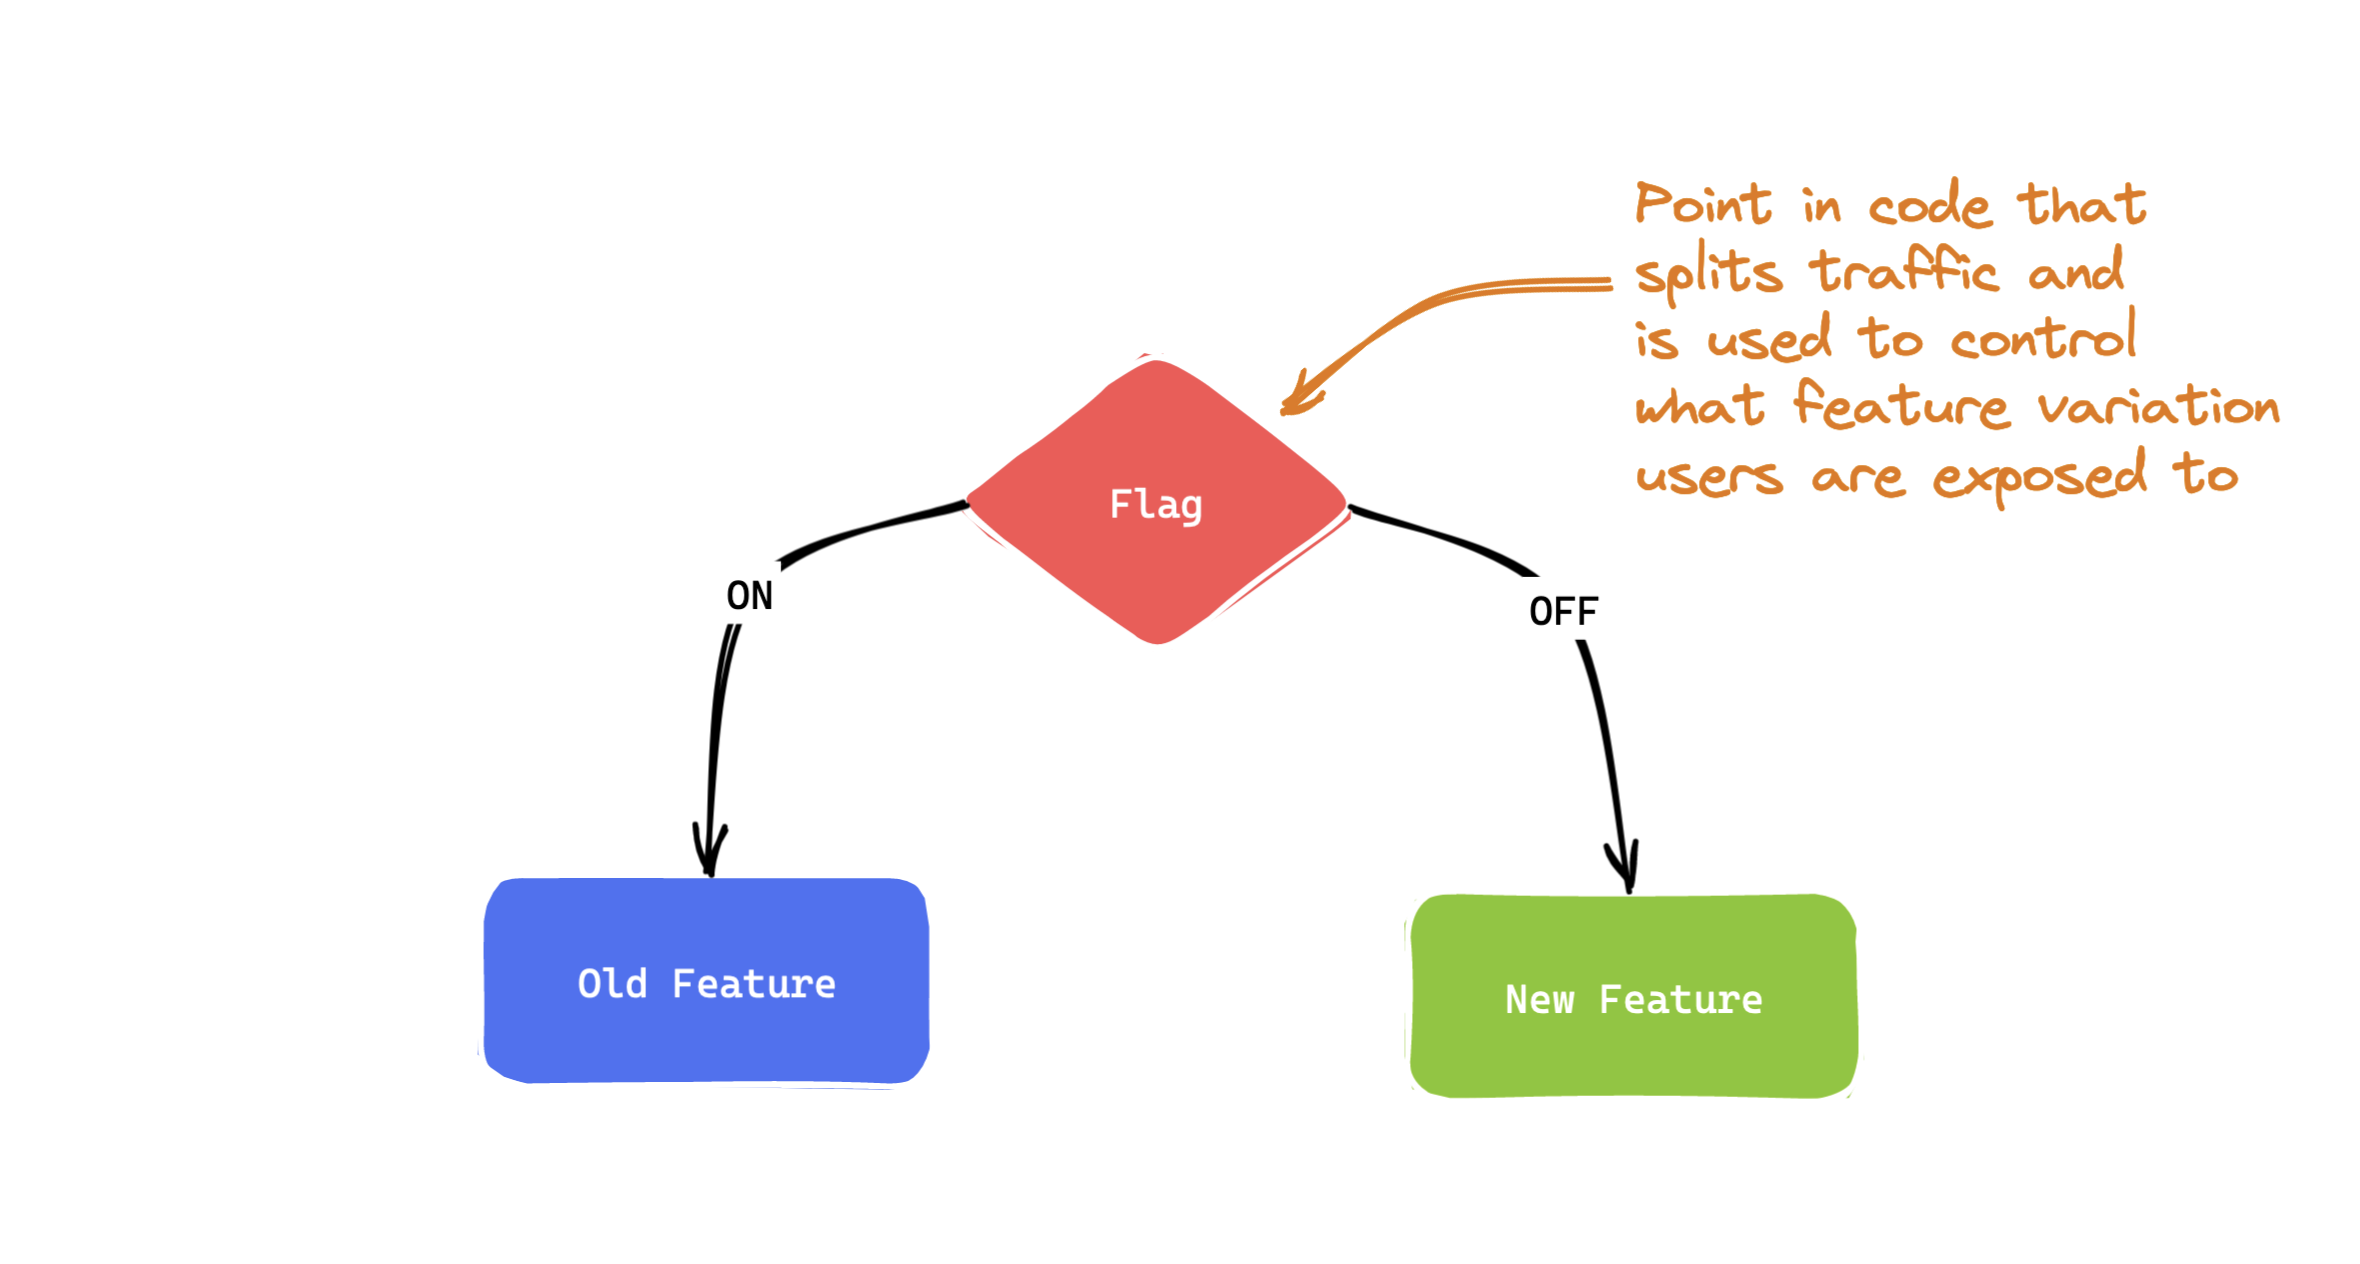 Point in code that
splits traffic and
is used to control
what feature variation
users are exposed to
Flag
ON
OFF
Old Feature
New Feature